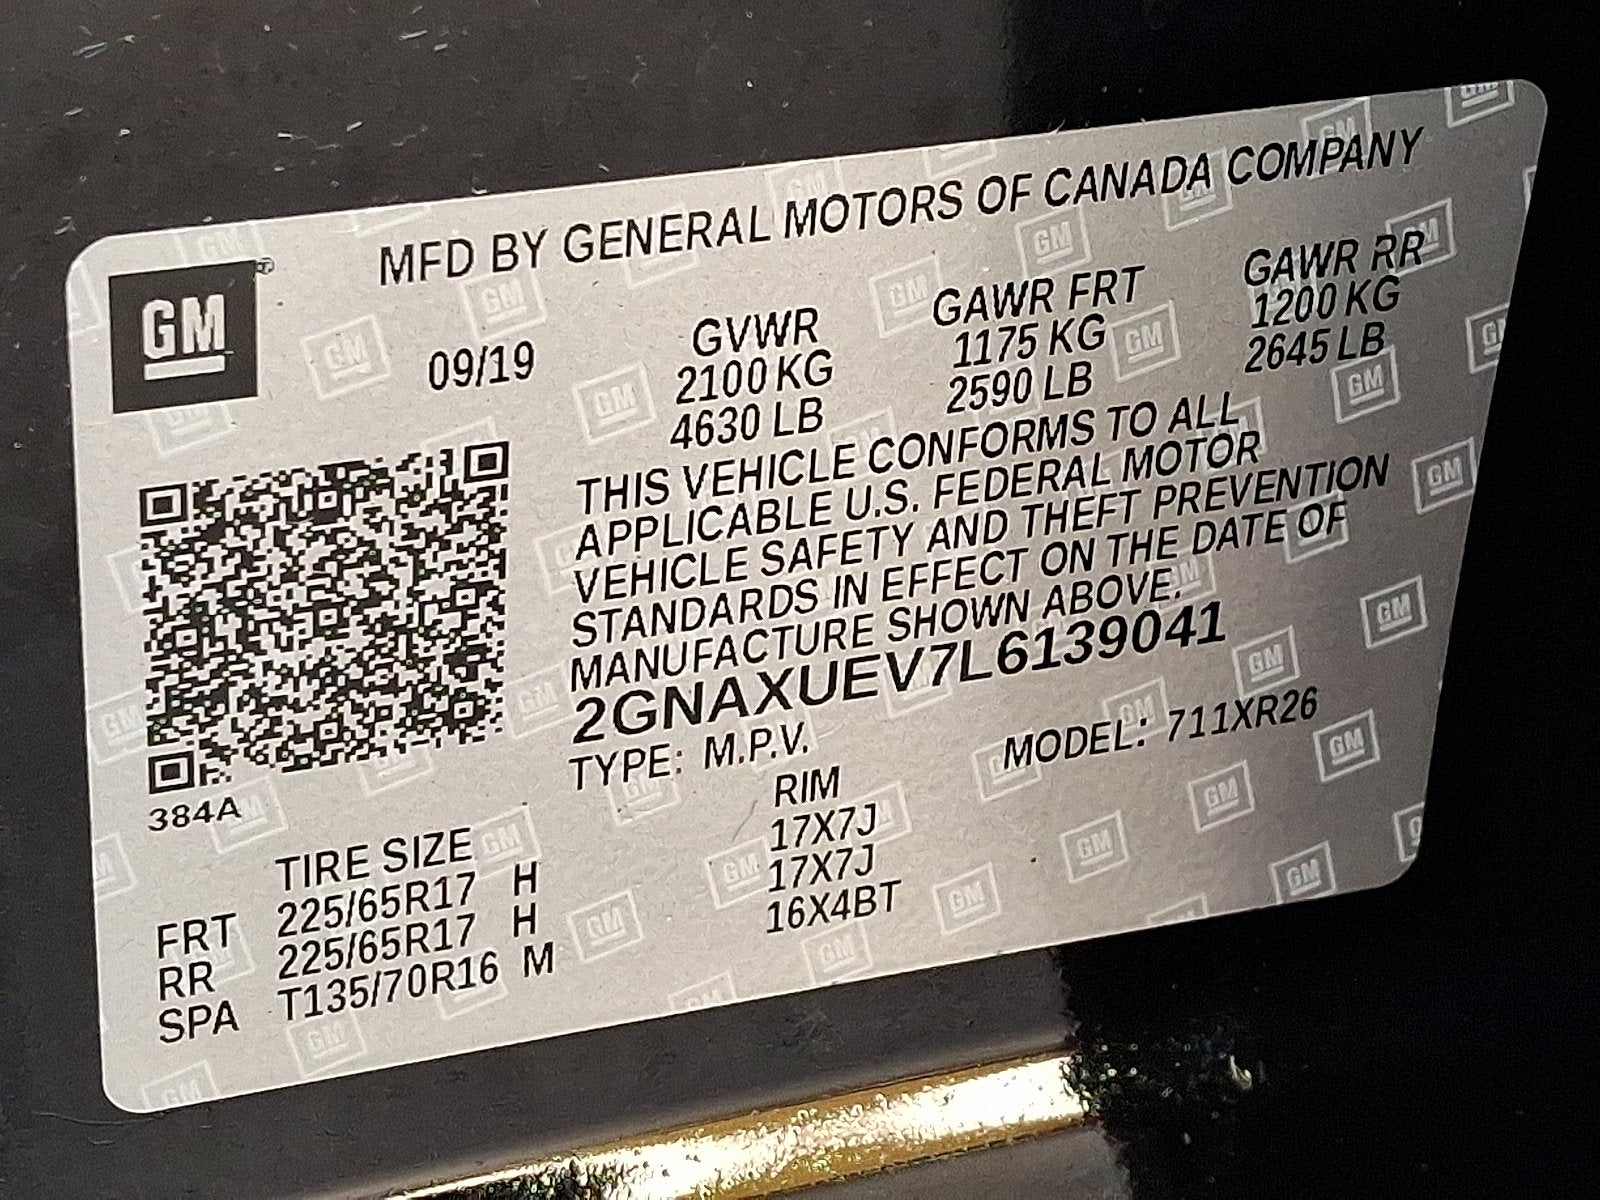 MFD BY GENERAL MOTORS OF CANADA COMPANY
GM
09/19
GVWR GAWR FRT GAWR RR
2100 KG 1175 KG 1200 KG
4630 LB 2590 LB 2645 LB
THIS VEHICLE CONFORMS TO ALL
APPLICABLE U.S. FEDERAL MOTOR
VEHICLE SAFETY AND THEFT PREVENTION
STANDARDS IN EFFECT ON THE DATE OF
MANUFACTURE SHOWN ABOVE.
2GNAXUEV7L6139041
TYPE: M.P.V. MODEL: 711XR26
384A
TIRE SIZE RIM
FRT 225/65R17 H 17X7J
RR 225/65R17 H 17X7J
SPA T135/70R16 M 16X4BT